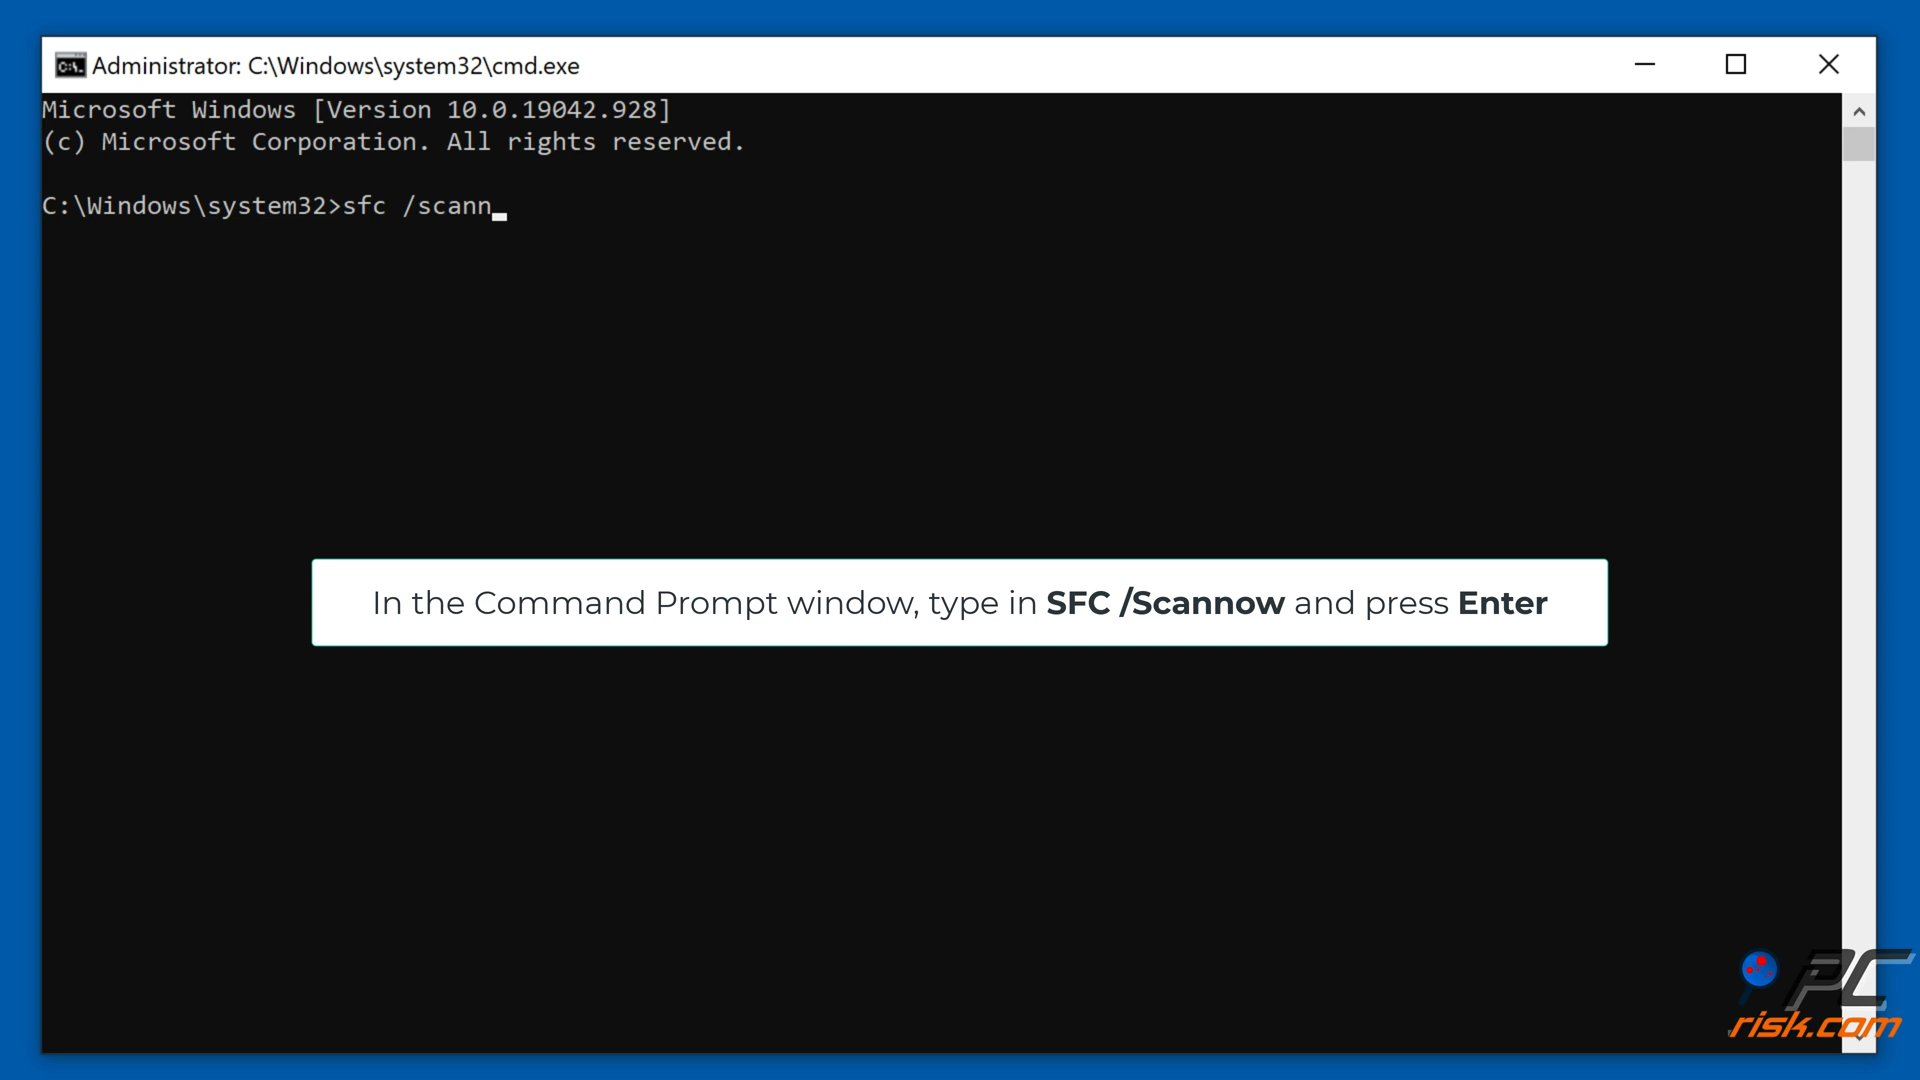 Administrator: C:\Windows\system32\cmd.exe
Microsoft Windows [Version 10.0.19042.928]
(c) Microsoft Corporation. All rights reserved.
C:\Windows\system32>sfc /scann
In the Command Prompt window, type in SFC /Scannow and press Enter
PC
risk.com